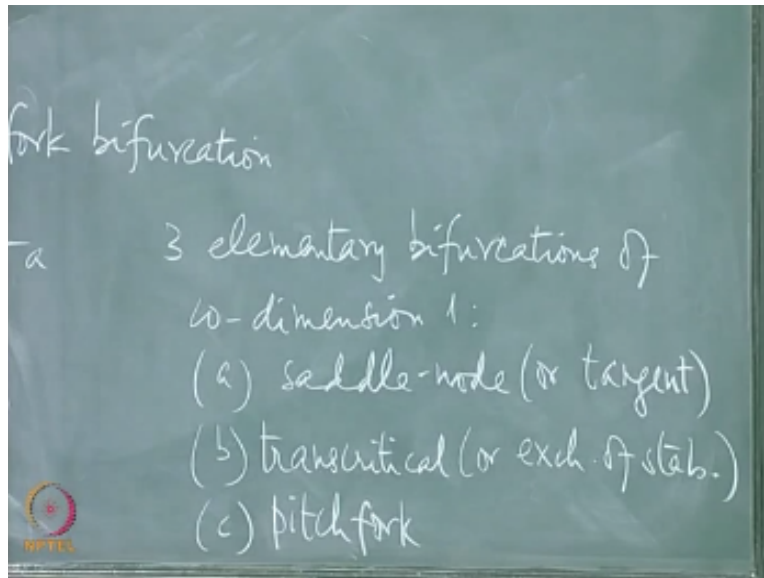 fork bifurcation
-a
3 elementary bifurcations of
co-dimension 1:
(a) saddle-node (or tangent)
(b) transcritical (or exch. of stab.)
(c) pitchfork
NPTEL